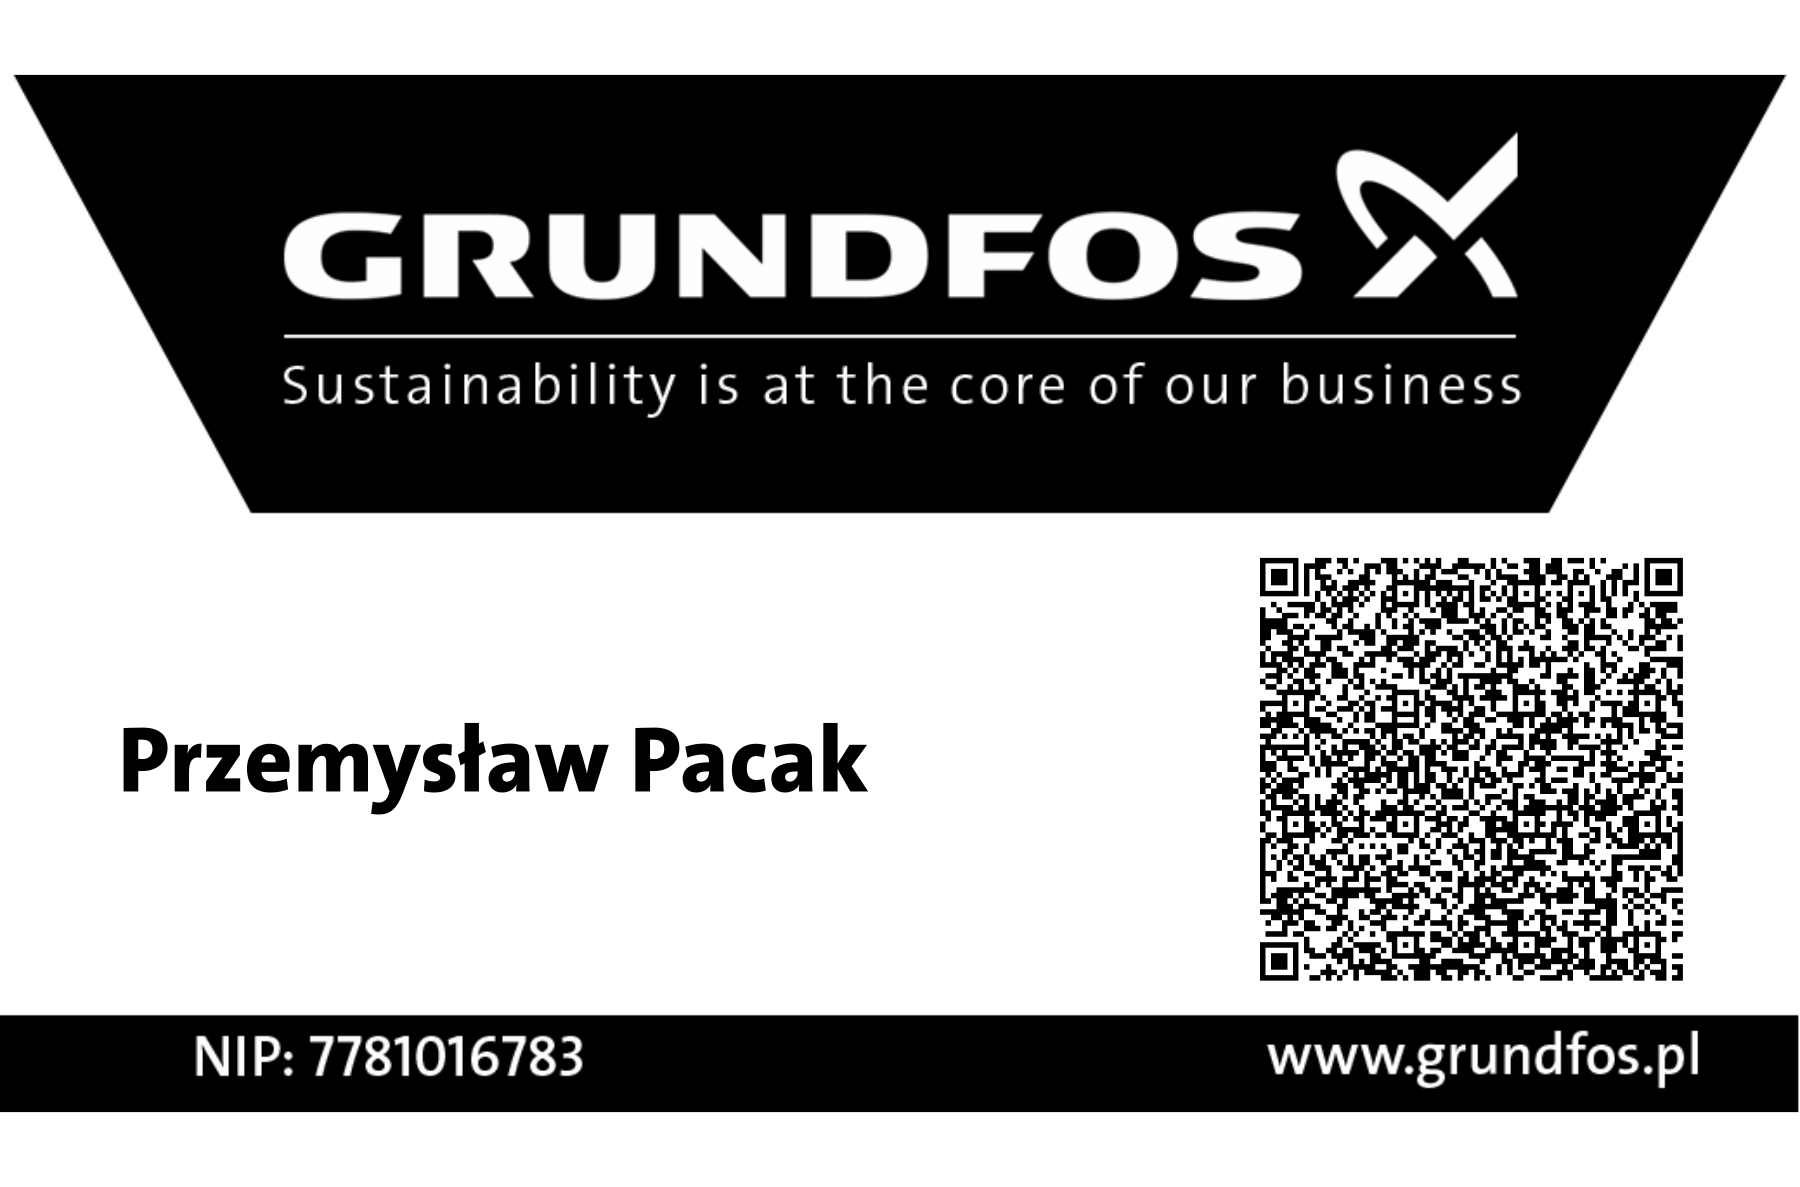 GRUNDFOS
Sustainability is at the core of our business
Przemysław Pacak
NIP: 7781016783
www.grundfos.pl